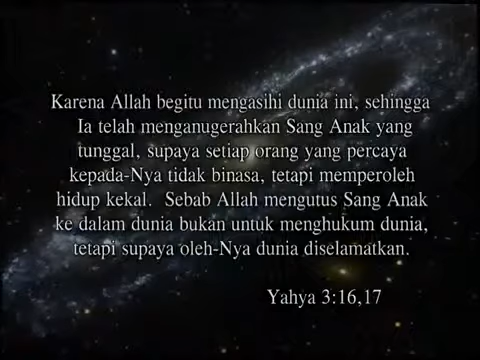 Karena Allah begitu mengasihi dunia ini, sehingga
Ia telah menganugerahkan Sang Anak yang
tunggal, supaya setiap orang yang percaya
kepada-Nya tidak binasa, tetapi memperoleh
hidup kekal.  Sebab Allah mengutus Sang Anak
ke dalam dunia bukan untuk menghukum dunia,
tetapi supaya oleh-Nya dunia diselamatkan.
Yahya 3:16,17